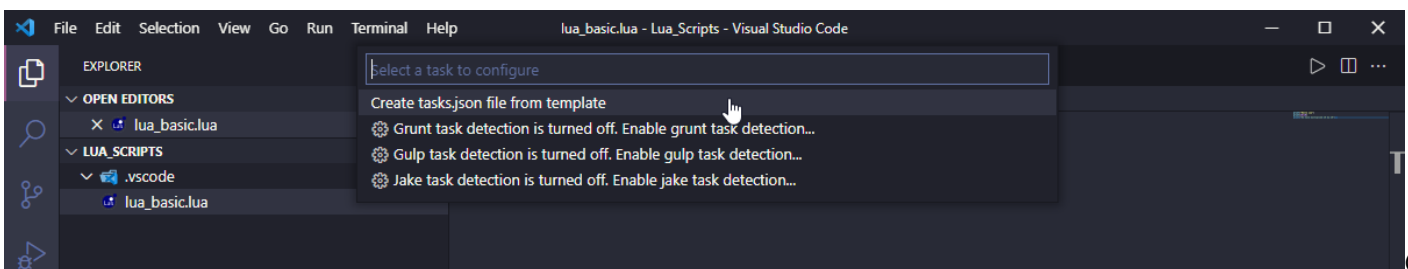 File Edit Selection View Go Run Terminal Help lua_basic.lua - Lua_Scripts - Visual Studio Code
EXPLORER
Select a task to configure
OPEN EDITORS
Create tasks.json file from template
lua_basic.lua
Grunt task detection is turned off. Enable grunt task detection...
LUA_SCRIPTS
Gulp task detection is turned off. Enable gulp task detection...
.vscode
Jake task detection is turned off. Enable jake task detection...
lua_basic.lua